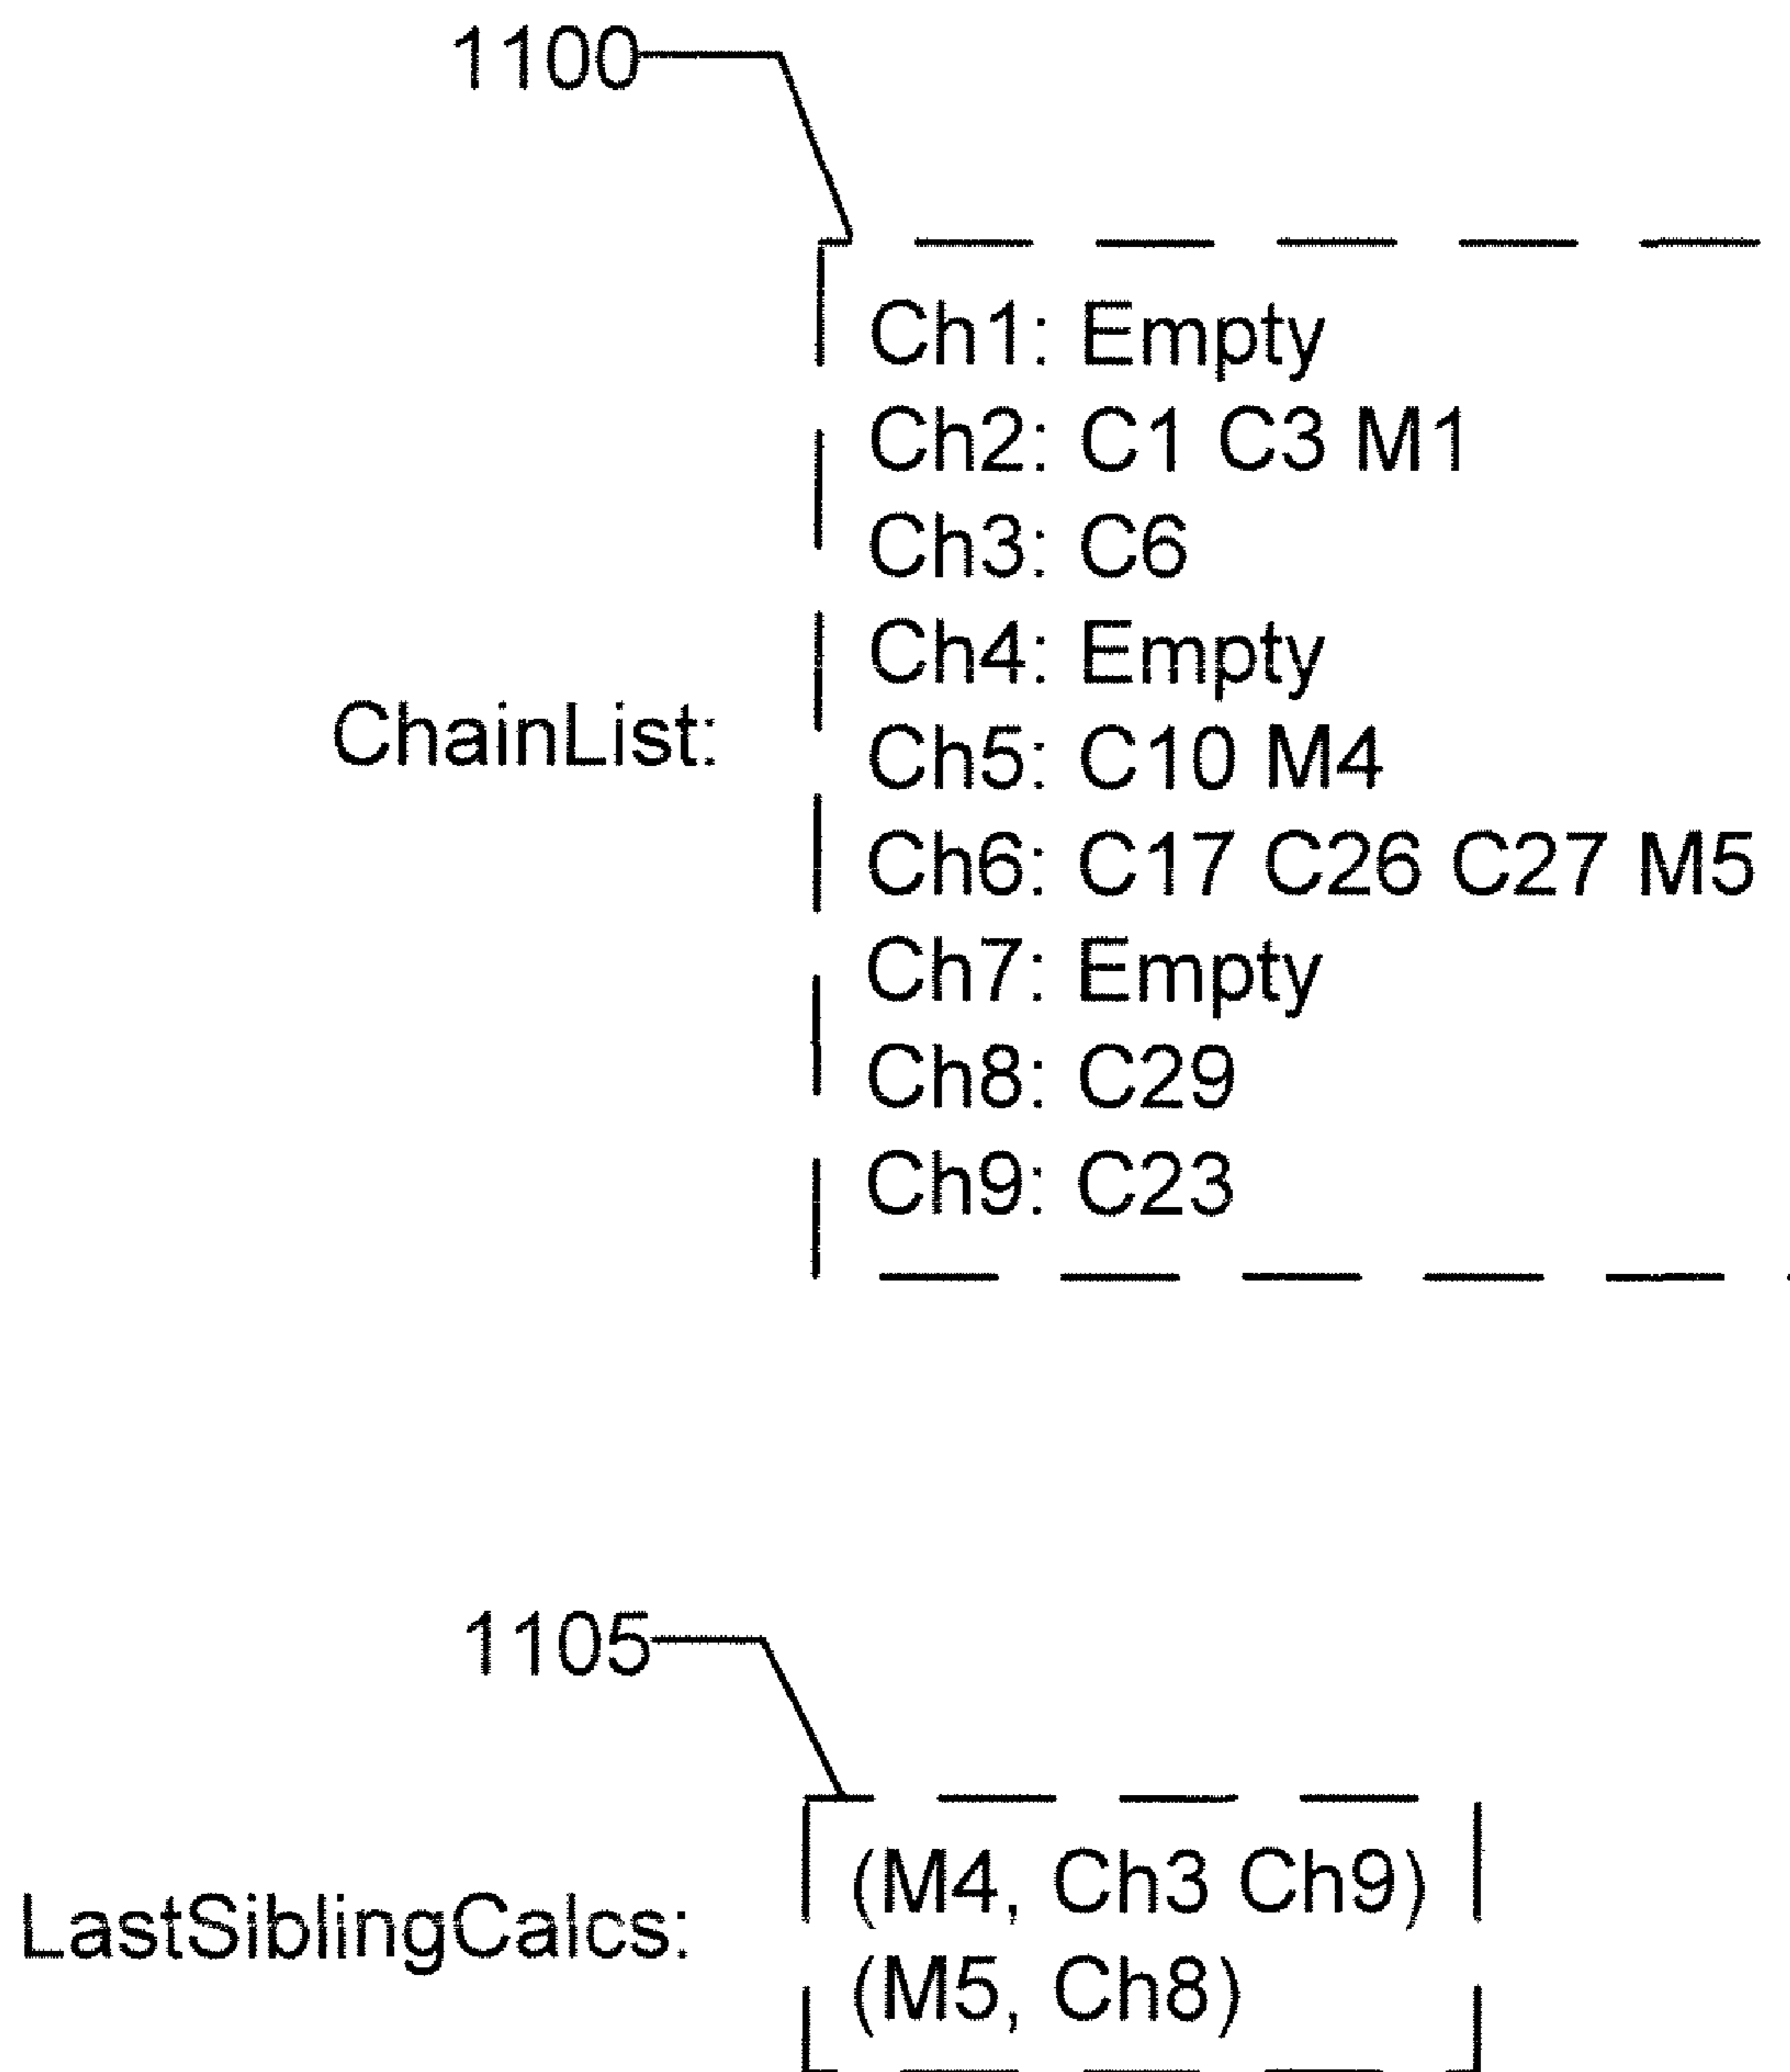 1100
Ch1: Empty
Ch2: C1 C3 M1
Ch3: C6
Ch4: Empty
ChainList:
Ch5: C10 M4
Ch6: C17 C26 C27 M5
Ch7: Empty
Ch8: C29
Ch9: C23
1105
LastSiblingCalcs:
(M4, Ch3 Ch9)
(M5, Ch8)